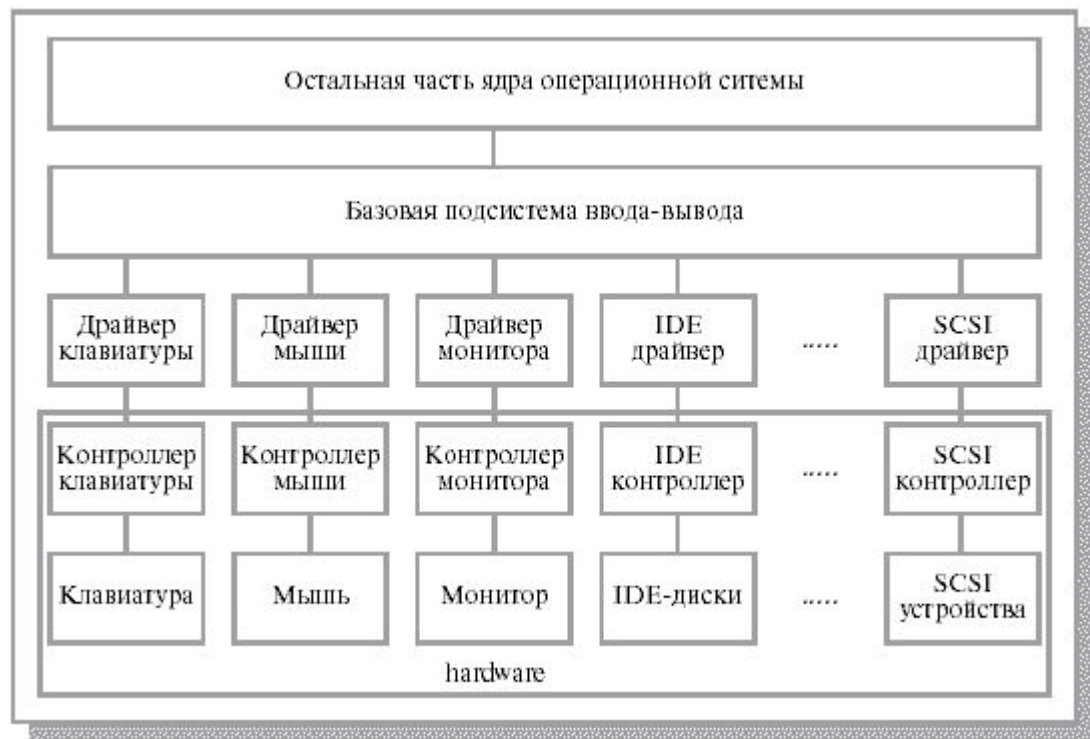 Остальная часть ядра операционной ситемы
Базовая подсистема ввода-вывода
Драйвер клавиатуры
Драйвер мыши
Драйвер монитора
IDE драйвер
.....
SCSI драйвер
Контроллер клавиатуры
Контроллер мыши
Контроллер монитора
IDE контроллер
.....
SCSI контроллер
Клавиатура
Мышь
Монитор
IDE-диски
.....
SCSI устройства
hardware